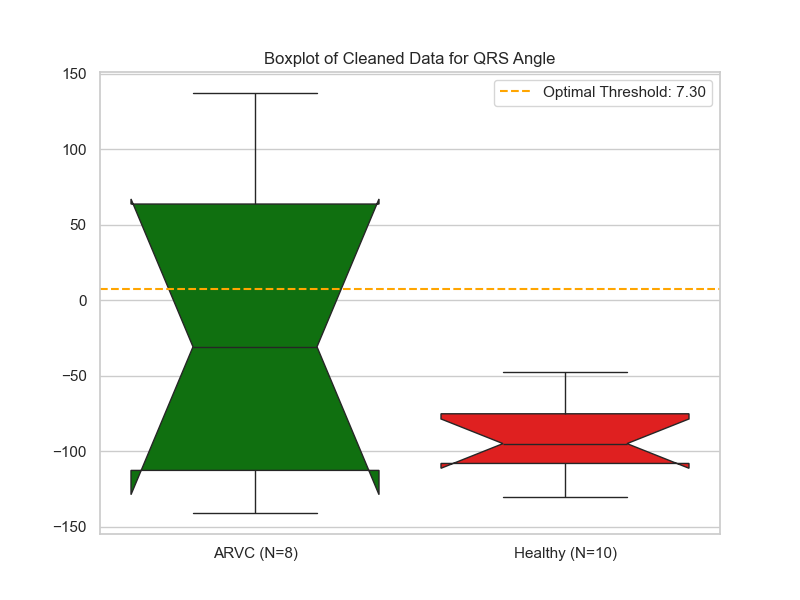 Boxplot of Cleaned Data for QRS Angle
Optimal Threshold: 7.30
150
100
50
0
−50
−100
−150
ARVC (N=8)
Healthy (N=10)